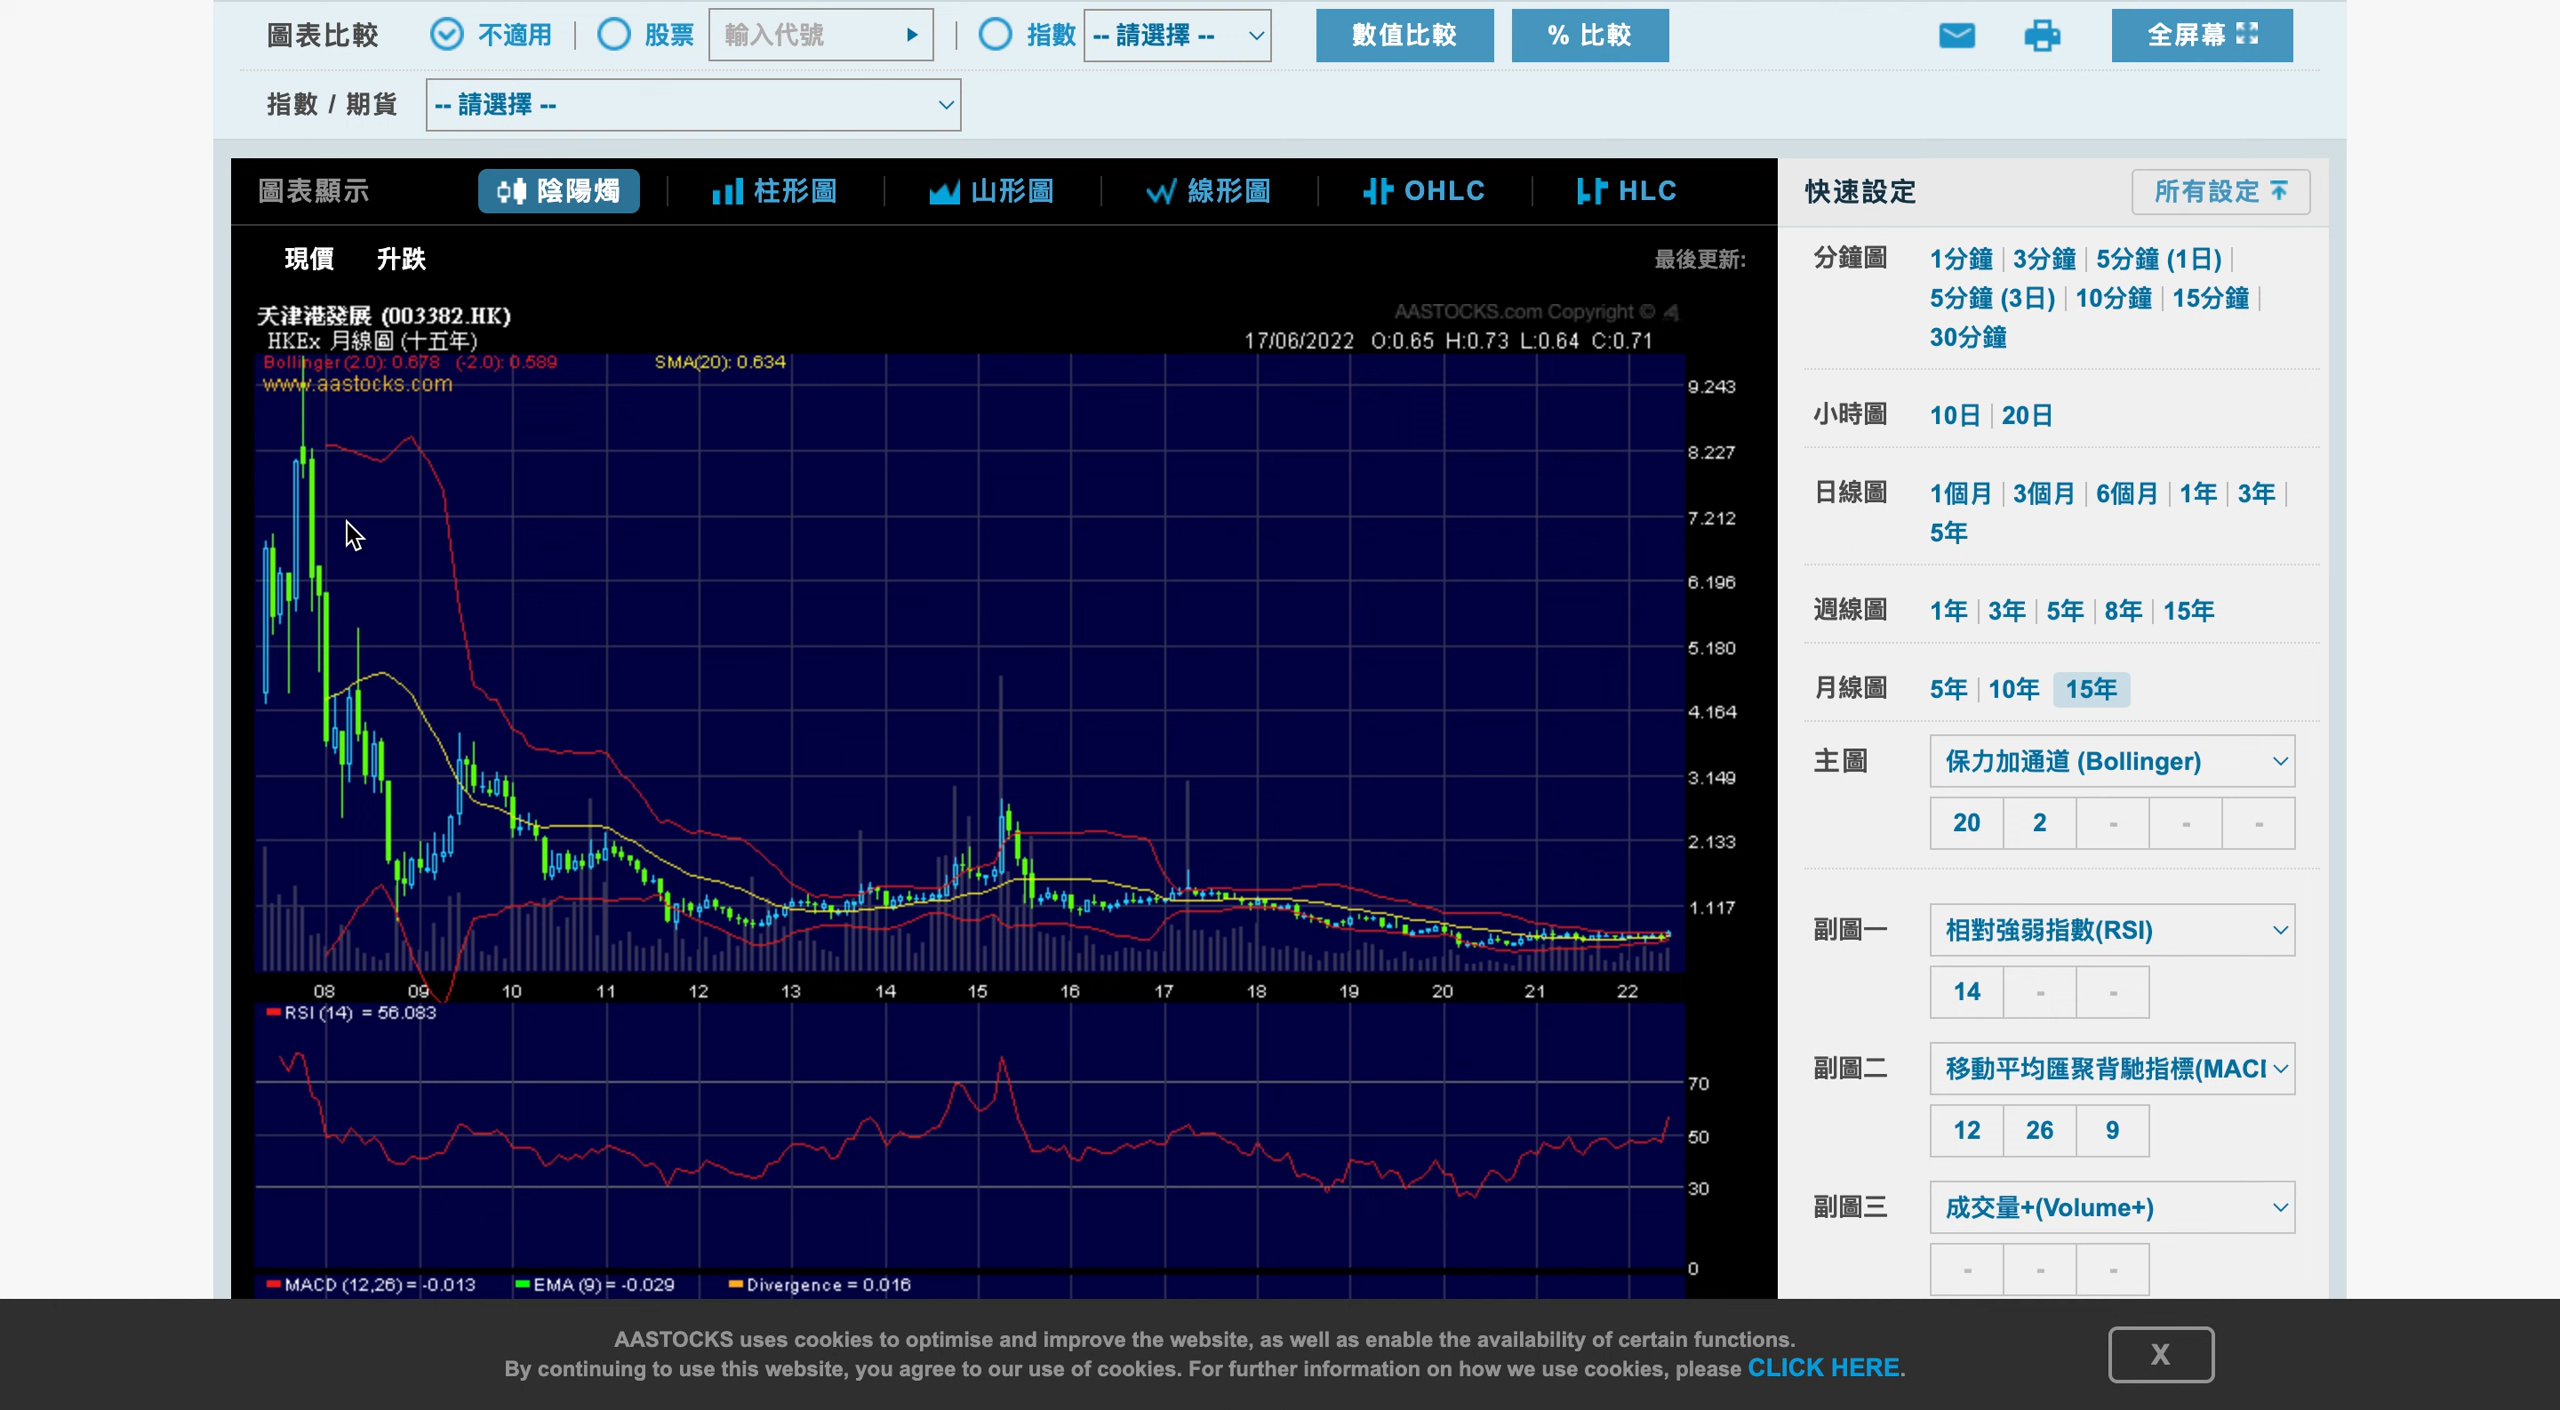 圖表比較 不適用 股票 輸入代號 指數 -- 請選擇 -- 數值比較 % 比較 全屏幕
指數 / 期貨 -- 請選擇 --
圖表顯示 陰陽燭 柱形圖 山形圖 線形圖 OHLC HLC
現價 升跌 最後更新:
天津港發展 (003382.HK) AASTOCKS.com Copyright ©
HKEx 月線圖 (十五年) 17/06/2022 O:0.65 H:0.73 L:0.64 C:0.71
Bollinger (2.0): 0.678 (-2.0): 0.589 SMA(20): 0.634
www.aastocks.com
9.243
8.227
7.212
6.196
5.180
4.164
3.149
2.133
1.117
08 09 10 11 12 13 14 15 16 17 18 19 20 21 22
RSI (14) = 56.083
70
50
30
0
MACD (12,26) = -0.013 EMA (9) = -0.029 Divergence = 0.016
快速設定 所有設定
分鐘圖 1分鐘 3分鐘 5分鐘 (1日)
5分鐘 (3日) 10分鐘 15分鐘
30分鐘
小時圖 10日 20日
日線圖 1個月 3個月 6個月 1年 3年
5年
週線圖 1年 3年 5年 8年 15年
月線圖 5年 10年 15年
主圖 保力加通道 (Bollinger)
20 2 - - -
副圖一 相對強弱指數(RSI)
14 - -
副圖二 移動平均匯聚背馳指標(MACI
12 26 9
副圖三 成交量+(Volume+)
- - -
AASTOCKS uses cookies to optimise and improve the website, as well as enable the availability of certain functions.
By continuing to use this website, you agree to our use of cookies. For further information on how we use cookies, please CLICK HERE.
X